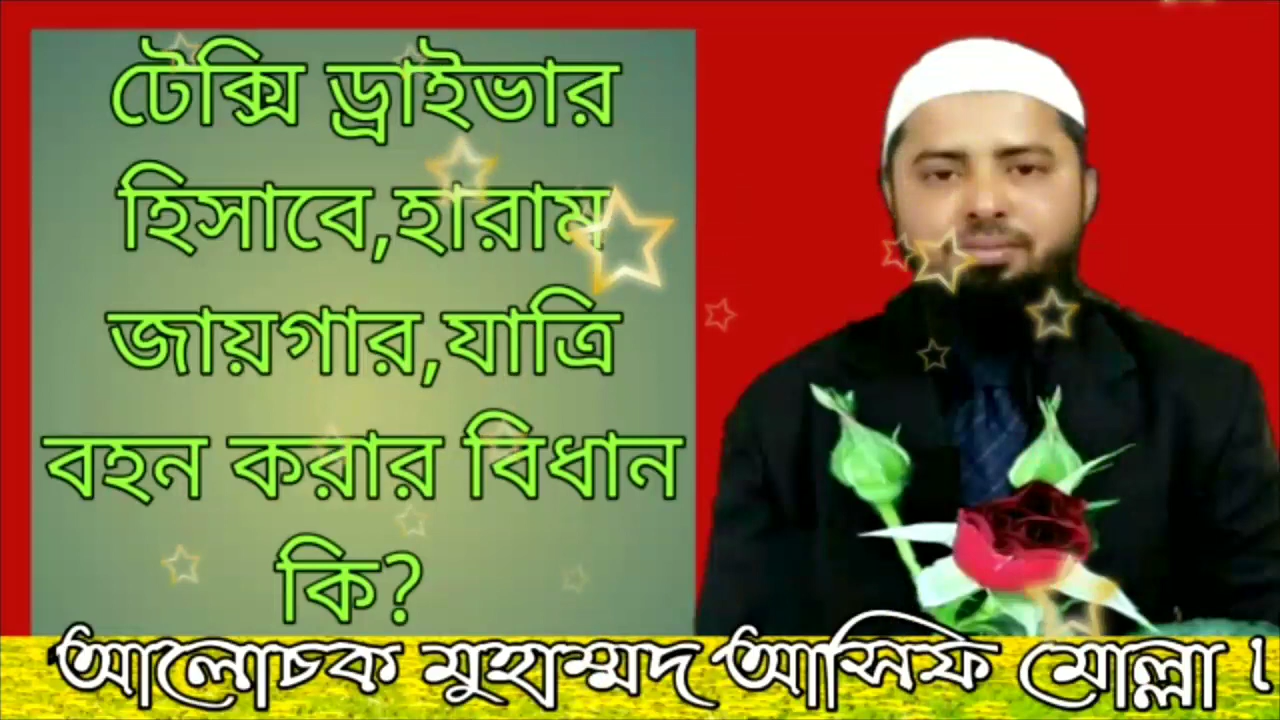 টেক্সি ড্রাইভার
হিসাবে,হারাম
জায়গার,যাত্রি
বহন করার বিধান
কি?
আলোচক মুহাম্মদ আসিফ মোল্লা।